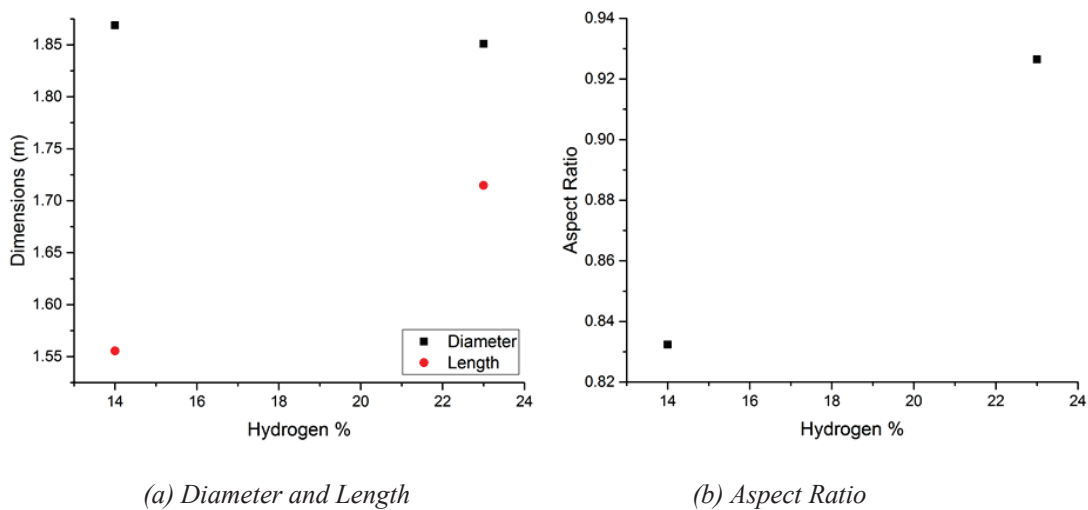 1.85
1.80
1.75
1.70
1.65
1.60
1.55
Dimensions (m)
14 16 18 20 22 24
Hydrogen %
Diameter
Length
0.94
0.92
0.90
0.88
0.86
0.84
0.82
Aspect Ratio
14 16 18 20 22 24
Hydrogen %
(a) Diameter and Length
(b) Aspect Ratio